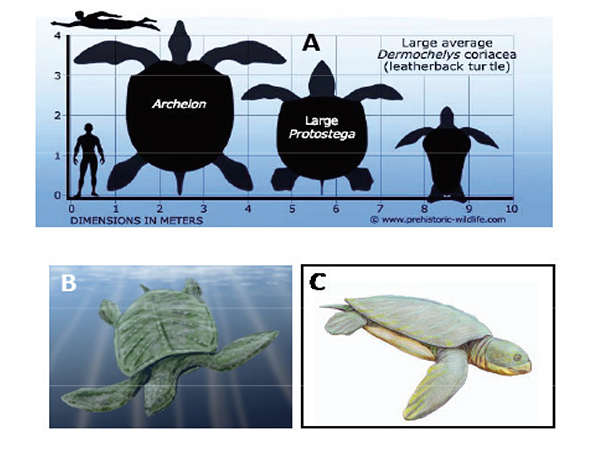 A
Large average
Dermochelys coriacea
(leatherback turtle)
Archelon
Large
Protostega
4
3
2
1
0
0 1 2 3 4 5 6 7 8 9 10
DIMENSIONS IN METERS
© www.prehistoric-wildlife.com
B
C